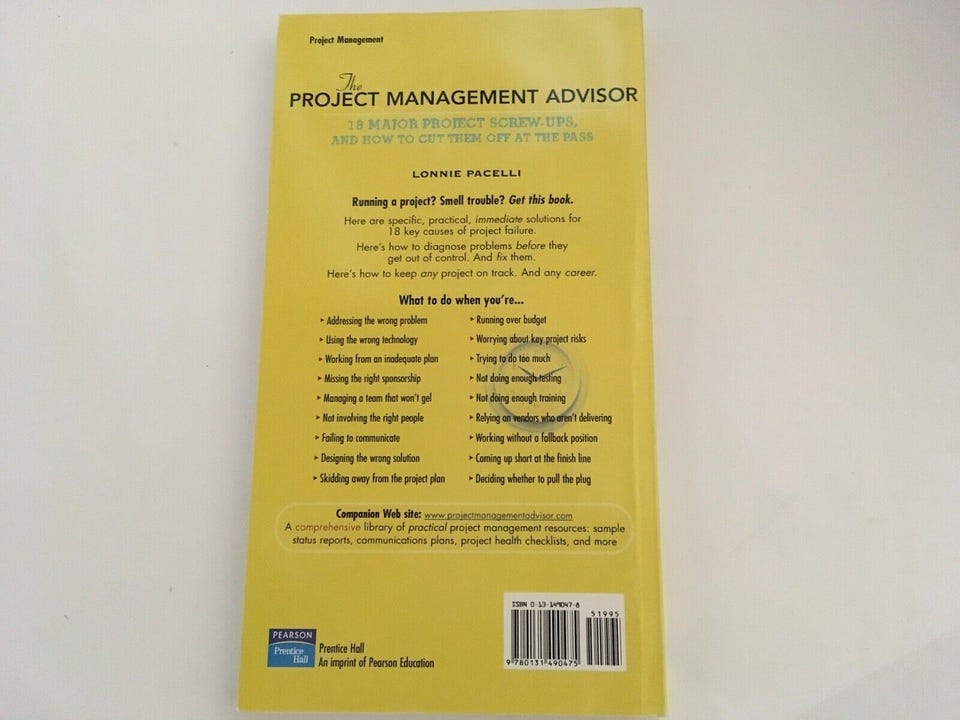 Project Management
The
PROJECT MANAGEMENT ADVISOR
18 MAJOR PROJECT SCREW-UPS,
AND HOW TO CUT THEM OFF AT THE PASS
LONNIE PACELLI
Running a project? Smell trouble? Get this book.
Here are specific, practical, immediate solutions for
18 key causes of project failure.
Here's how to diagnose problems before they
get out of control. And fix them.
Here's how to keep any project on track. And any career.
What to do when you're...
▸ Addressing the wrong problem
▸ Using the wrong technology
▸ Working from an inadequate plan
▸ Missing the right sponsorship
▸ Managing a team that won't gel
▸ Not involving the right people
▸ Failing to communicate
▸ Designing the wrong solution
▸ Skidding away from the project plan
▸ Running over budget
▸ Worrying about key project risks
▸ Trying to do too much
▸ Not doing enough testing
▸ Not doing enough training
▸ Relying on vendors who aren't delivering
▸ Working without a fallback position
▸ Coming up short at the finish line
▸ Deciding whether to pull the plug
Companion Web site: www.projectmanagementadvisor.com
A comprehensive library of practical project management resources: sample
status reports, communications plans, project health checklists, and more
PEARSON
Prentice
Hall
Prentice Hall
An imprint of Pearson Education
ISBN 0-13-149047-8
51995
9 780131 490475